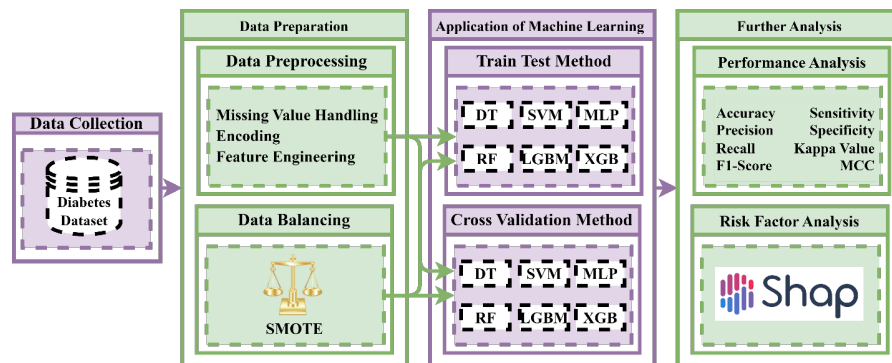 Data Collection
Diabetes
Dataset
Data Preparation
Data Preprocessing
Missing Value Handling
Encoding
Feature Engineering
Data Balancing
SMOTE
Application of Machine Learning
Train Test Method
DT SVM MLP
RF LGBM XGB
Cross Validation Method
DT SVM MLP
RF LGBM XGB
Further Analysis
Performance Analysis
Accuracy Sensitivity
Precision Specificity
Recall Kappa Value
F1-Score MCC
Risk Factor Analysis
Shap